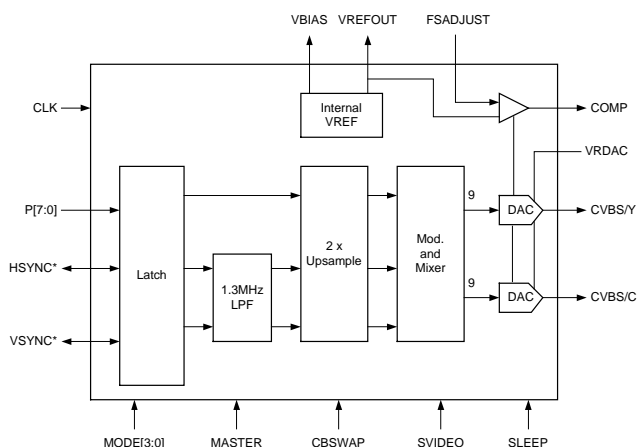 VBIAS VREFOUT FSADJUST
CLK
Internal
VREF
COMP
VRDAC
P[7:0]
9
DAC
CVBS/Y
HSYNC*
Latch
1.3MHz
LPF
2 x
Upsample
Mod.
and
Mixer
9
DAC
CVBS/C
VSYNC*
MODE[3:0] MASTER CBSWAP SVIDEO SLEEP